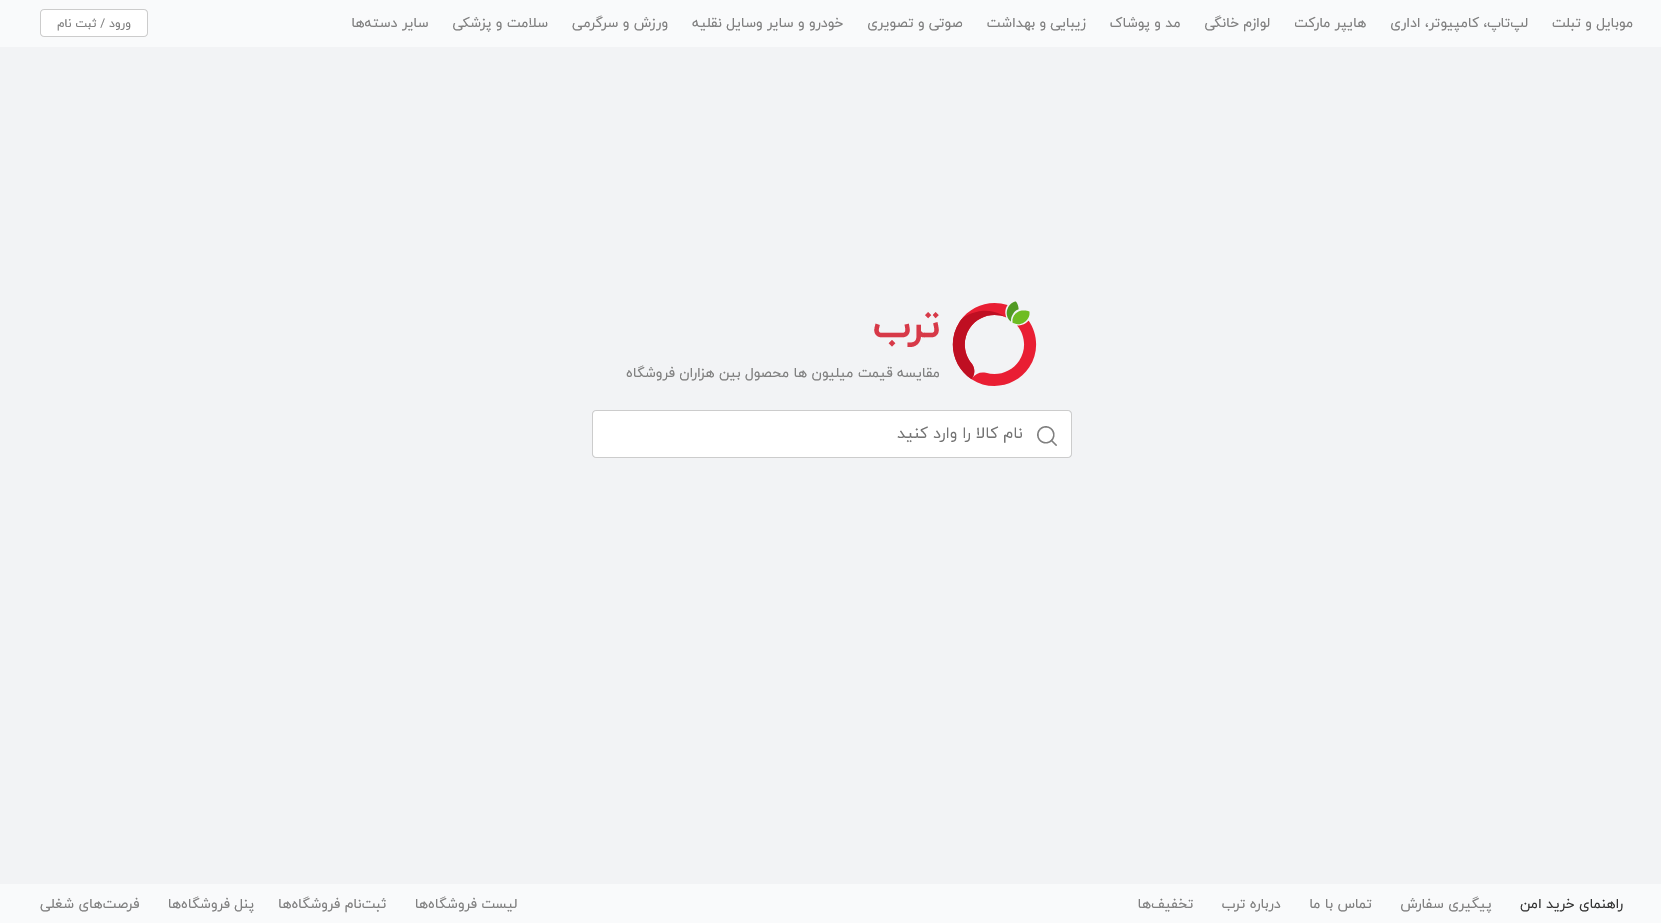 موبایل و تبلت
لپ‌تاپ، کامپیوتر، اداری
هایپر مارکت
لوازم خانگی
مد و پوشاک
زیبایی و بهداشت
صوتی و تصویری
خودرو و سایر وسایل نقلیه
ورزش و سرگرمی
سلامت و پزشکی
سایر دسته‌ها
ورود / ثبت نام
ترب
مقایسه قیمت میلیون ها محصول بین هزاران فروشگاه
نام کالا را وارد کنید
راهنمای خرید امن
پیگیری سفارش
تماس با ما
درباره ترب
تخفیف‌ها
لیست فروشگاه‌ها
ثبت‌نام فروشگاه‌ها
پنل فروشگاه‌ها
فرصت‌های شغلی